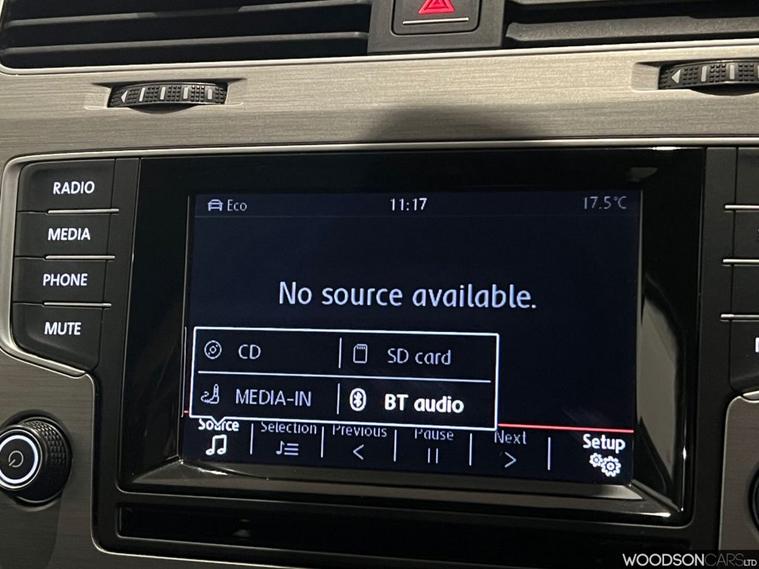 RADIO
MEDIA
PHONE
MUTE
Eco
11:17
17.5°C
No source available.
CD
SD card
MEDIA-IN
BT audio
Source
Selection
Previous
Pause
Next
Setup
WOODSONCARS LTD